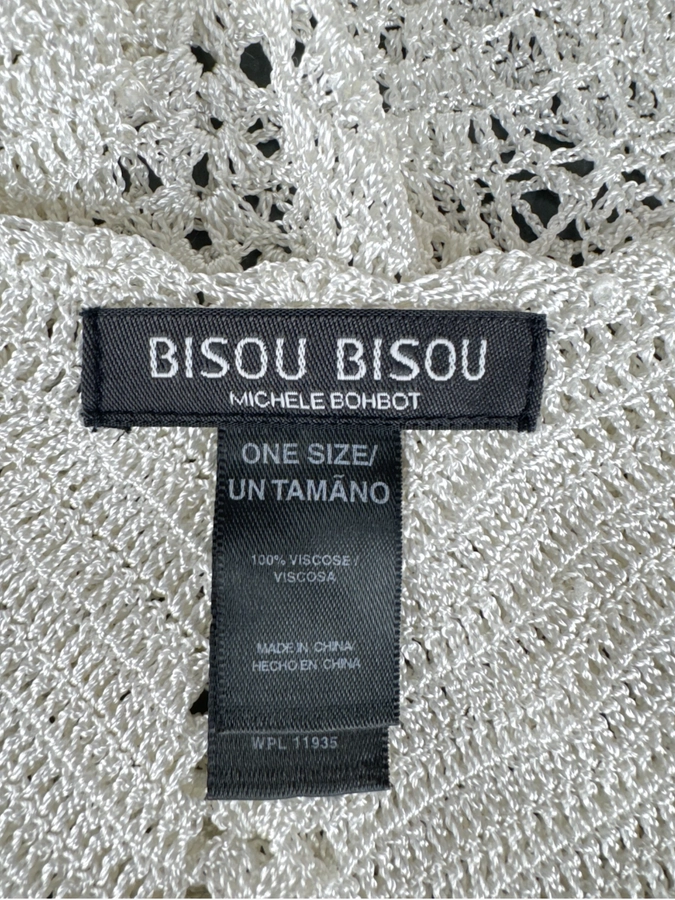 BISOU BISOU
MICHELE BOHBOT
ONE SIZE/
UN TAMÃNO
100% VISCOSE /
VISCOSA
MADE IN CHINA/
HECHO EN CHINA
WPL 11935